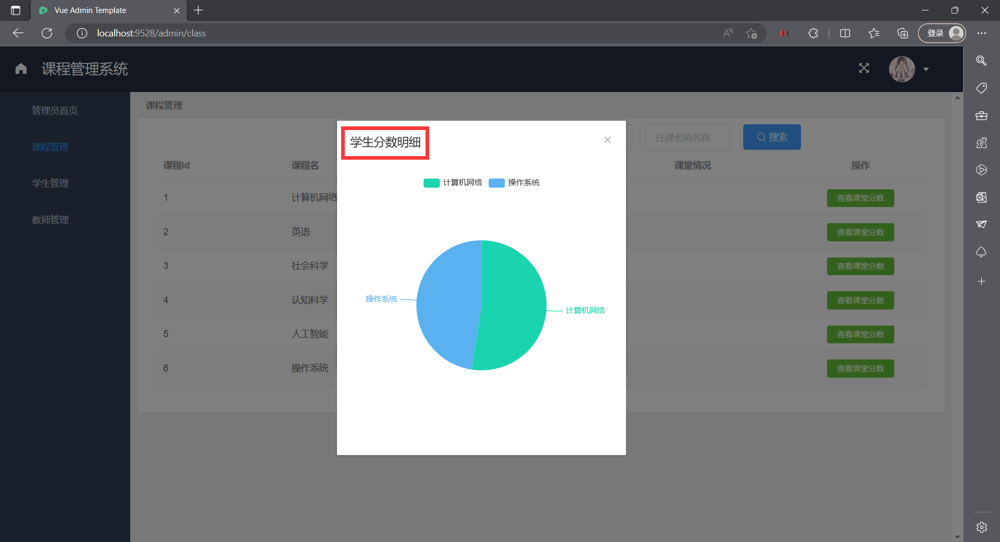 Vue Admin Template
localhost:9528/admin/class
登录
课程管理系统
管理员首页
课程管理
学生管理
教师管理
课程管理
任课老师名称
搜索
课程Id
课程名
课堂情况
操作
1
计算机网络
查看课堂分数
2
英语
查看课堂分数
3
社会科学
查看课堂分数
4
认知科学
查看课堂分数
5
人工智能
查看课堂分数
6
操作系统
查看课堂分数
学生分数明细
计算机网络
操作系统
操作系统
计算机网络